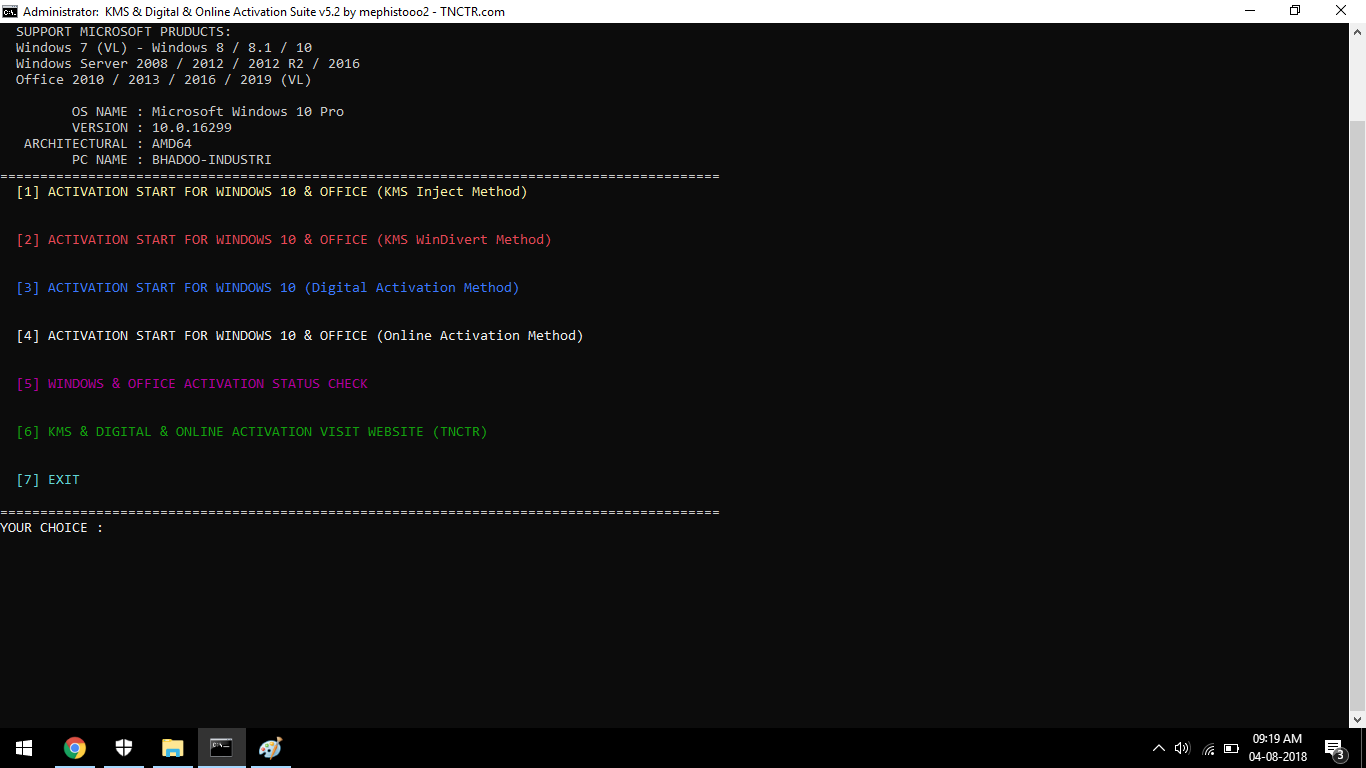 Administrator:  KMS & Digital & Online Activation Suite v5.2 by mephistooo2 - TNCTR.com
SUPPORT MICROSOFT PRUDUCTS:
Windows 7 (VL) - Windows 8 / 8.1 / 10
Windows Server 2008 / 2012 / 2012 R2 / 2016
Office 2010 / 2013 / 2016 / 2019 (VL)
OS NAME : Microsoft Windows 10 Pro
VERSION : 10.0.16299
ARCHITECTURAL : AMD64
PC NAME : BHADOO-INDUSTRI
==========================================================================================
[1] ACTIVATION START FOR WINDOWS 10 & OFFICE (KMS Inject Method)
[2] ACTIVATION START FOR WINDOWS 10 & OFFICE (KMS WinDivert Method)
[3] ACTIVATION START FOR WINDOWS 10 (Digital Activation Method)
[4] ACTIVATION START FOR WINDOWS 10 & OFFICE (Online Activation Method)
[5] WINDOWS & OFFICE ACTIVATION STATUS CHECK
[6] KMS & DIGITAL & ONLINE ACTIVATION VISIT WEBSITE (TNCTR)
[7] EXIT
==========================================================================================
YOUR CHOICE :
09:19 AM
04-08-2018
3